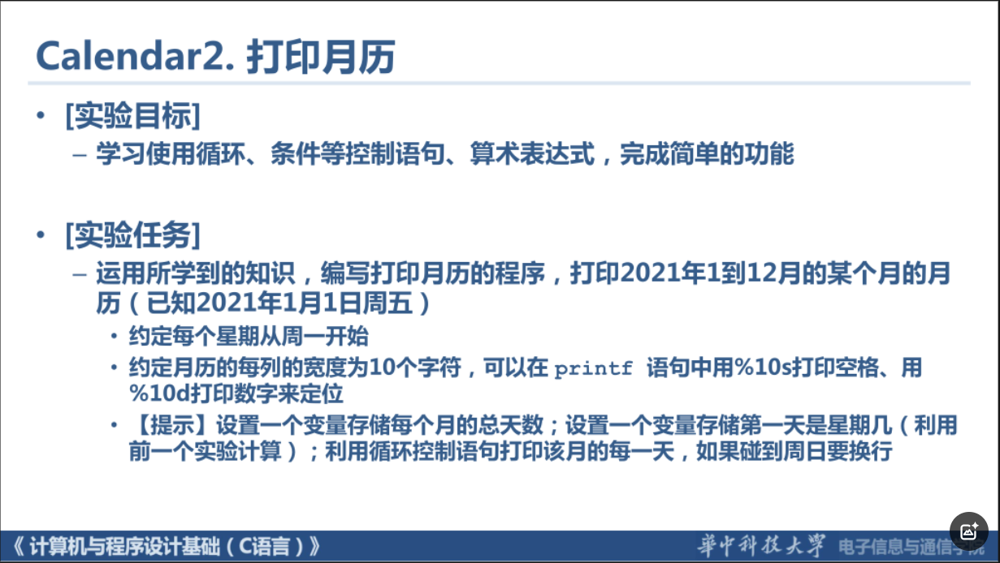 Calendar2. 打印月历
• [实验目标]
– 学习使用循环、条件等控制语句、算术表达式，完成简单的功能
• [实验任务]
– 运用所学到的知识，编写打印月历的程序，打印2021年1到12月的某个月的月
历（已知2021年1月1日周五）
• 约定每个星期从周一开始
• 约定月历的每列的宽度为10个字符，可以在 printf 语句中用%10s打印空格、用
%10d打印数字来定位
• 【提示】设置一个变量存储每个月的总天数；设置一个变量存储第一天是星期几（利用
前一个实验计算）；利用循环控制语句打印该月的每一天，如果碰到周日要换行
《 计算机与程序设计基础（C语言）》 華中科技大学 电子信息与通信学院